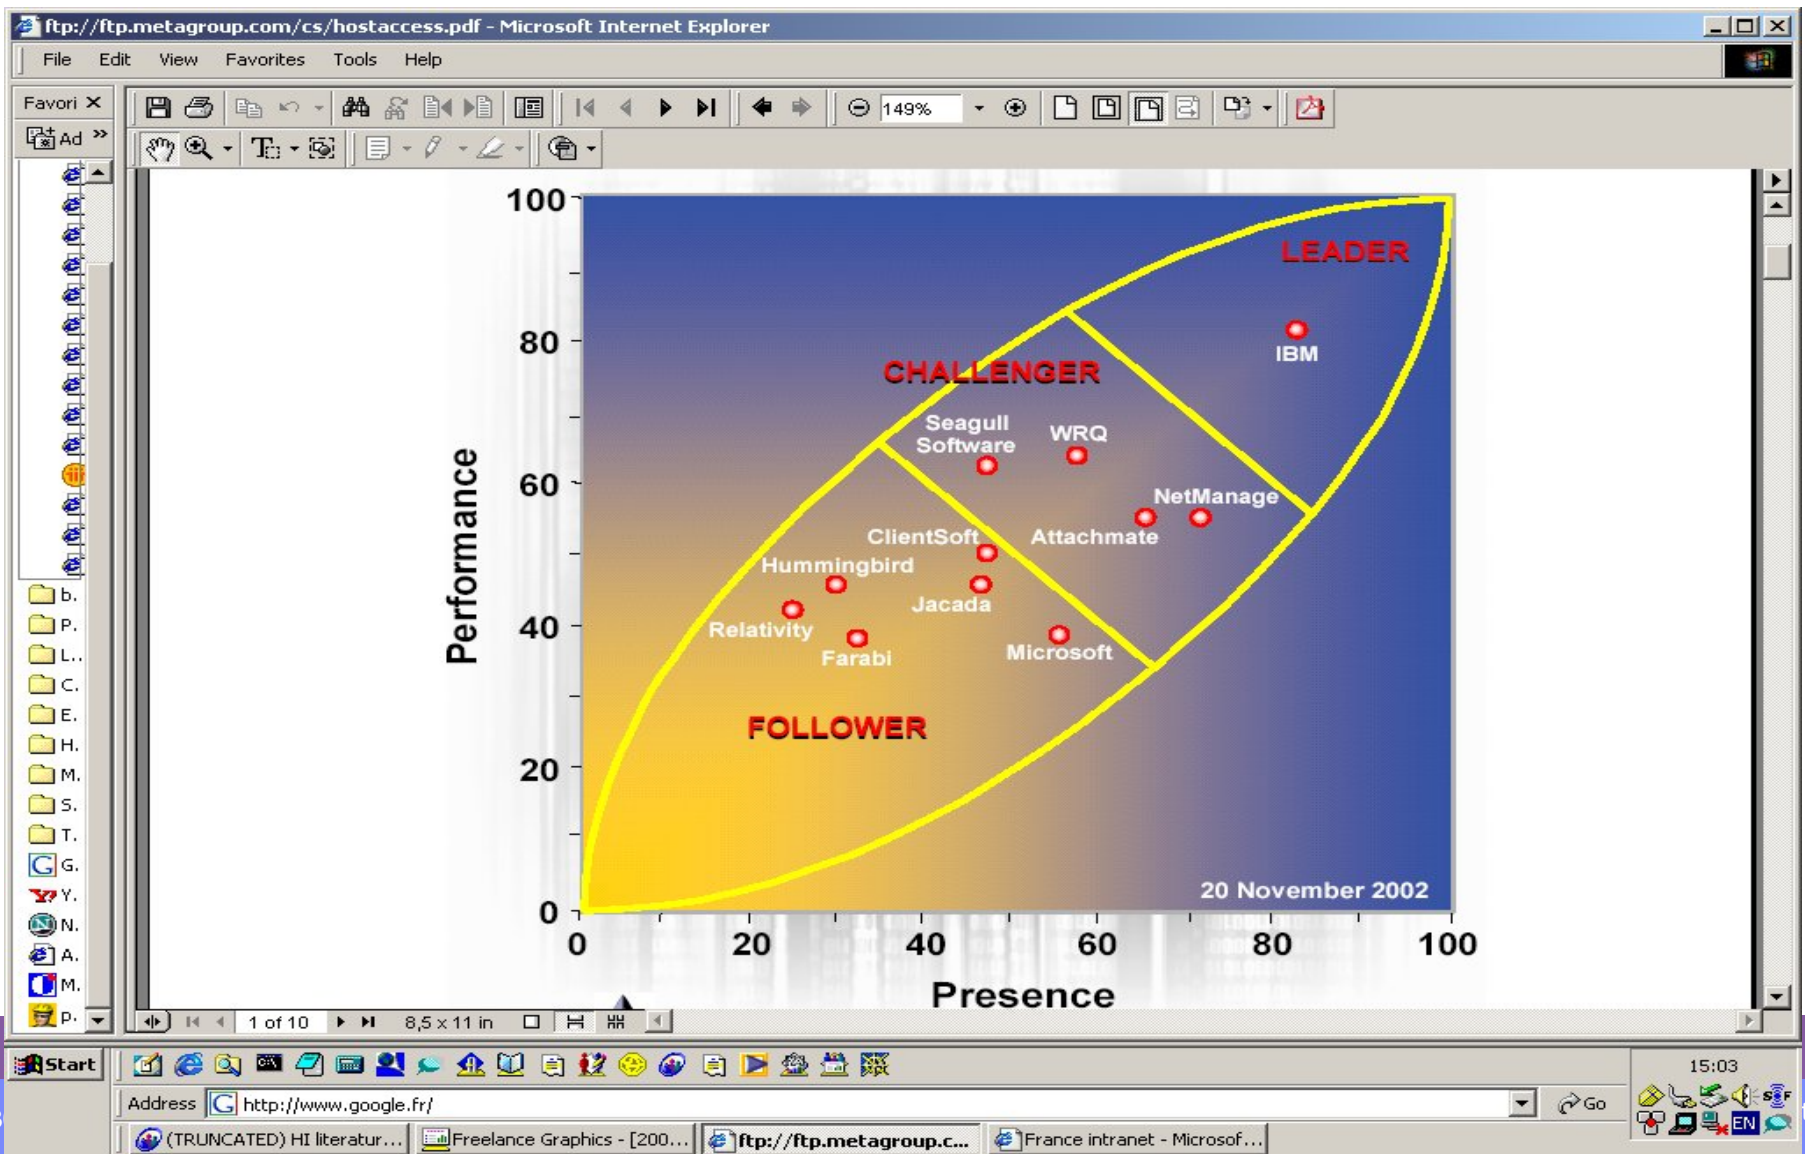 ftp://ftp.metagroup.com/cs/hostaccess.pdf - Microsoft Internet Explorer
File Edit View Favorites Tools Help
Favori
149%
Ad
100
LEADER
80
IBM
CHALLENGER
Seagull
Software
WRQ
60
NetManage
ClientSoft
Attachmate
Hummingbird
Jacada
Performance
40
Relativity
Farabi
Microsoft
FOLLOWER
20
20 November 2002
0
0 20 40 60 80 100
Presence
b.
P.
L..
C.
E.
H.
M.
S.
T.
G.
Y.
N.
A.
M.
p.
1 of 10
8,5 x 11 in
Start
15:03
Address http://www.google.fr/
Go
EN
(TRUNCATED) HI literatur...
Freelance Graphics - [200...
ftp://ftp.metagroup.c...
France intranet - Microsof...